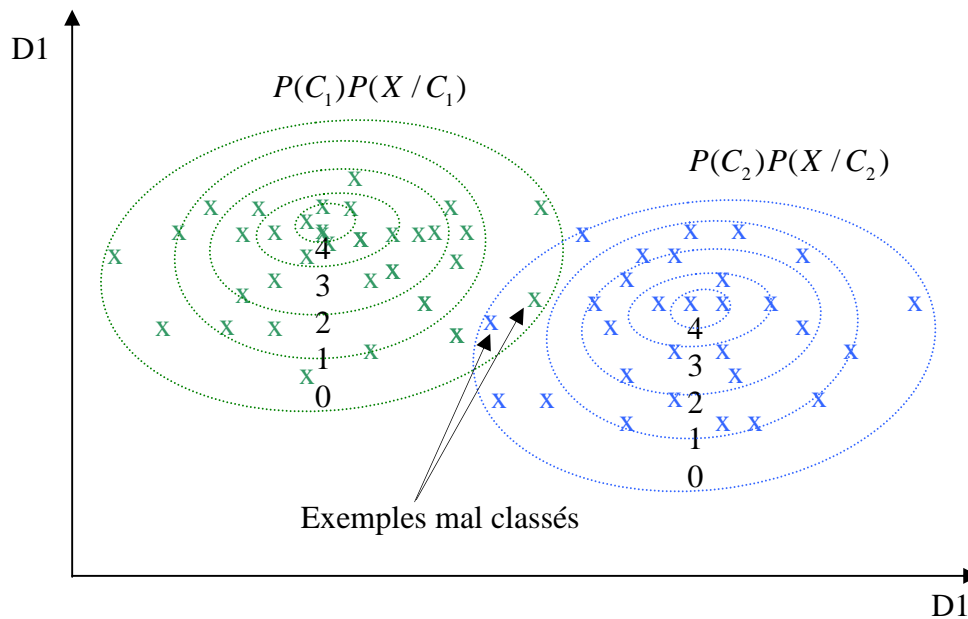 D1
P(C₁)P(X / C₁)
P(C₂)P(X / C₂)
4
3
2
1
0
4
3
2
1
0
Exemples mal classés
D1